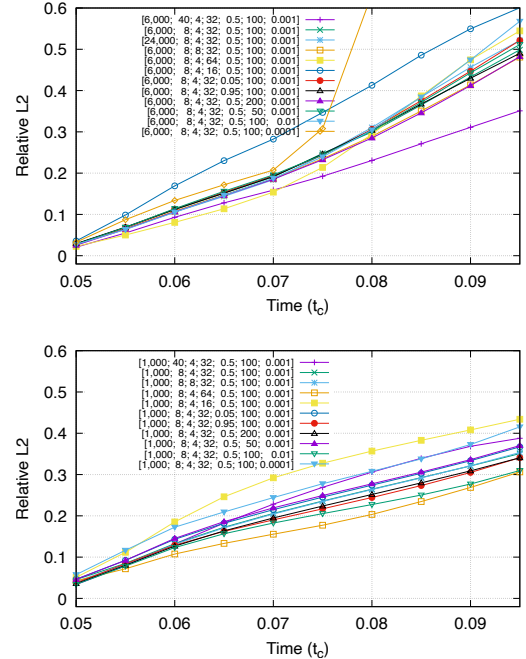 0.6
0.5
0.4
0.3
0.2
0.1
0
Relative L2
[6,000; 40; 4;32; 0.5;100; 0.001]
[6,000; 8; 4;32; 0.5;100; 0.001]
[24,000; 8; 4;32; 0.5;100; 0.001]
[6,000; 8; 8;32; 0.5;100; 0.001]
[6,000; 8; 4;64; 0.5;100; 0.001]
[6,000; 8; 4;16; 0.5;100; 0.001]
[6,000; 8; 4;32;0.05;100; 0.001]
[6,000; 8; 4;32;0.95;100; 0.001]
[6,000; 8; 4;32; 0.5;200; 0.001]
[6,000; 8; 4;32; 0.5; 50; 0.001]
[6,000; 8; 4;32; 0.5;100; 0.01]
[6,000; 8; 4;32; 0.5;100;0.0001]
0.05 0.06 0.07 0.08 0.09
Time (t_c)
0.6
0.5
0.4
0.3
0.2
0.1
0
Relative L2
[1,000; 40; 4;32; 0.5;100; 0.001]
[1,000; 8; 4;32; 0.5;100; 0.001]
[1,000; 8; 8;32; 0.5;100; 0.001]
[1,000; 8; 4;64; 0.5;100; 0.001]
[1,000; 8; 4;16; 0.5;100; 0.001]
[1,000; 8; 4;32;0.05;100; 0.001]
[1,000; 8; 4;32;0.95;100; 0.001]
[1,000; 8; 4;32; 0.5;200; 0.001]
[1,000; 8; 4;32; 0.5; 50; 0.001]
[1,000; 8; 4;32; 0.5;100; 0.01]
[1,000; 8; 4;32; 0.5;100;0.0001]
0.05 0.06 0.07 0.08 0.09
Time (t_c)